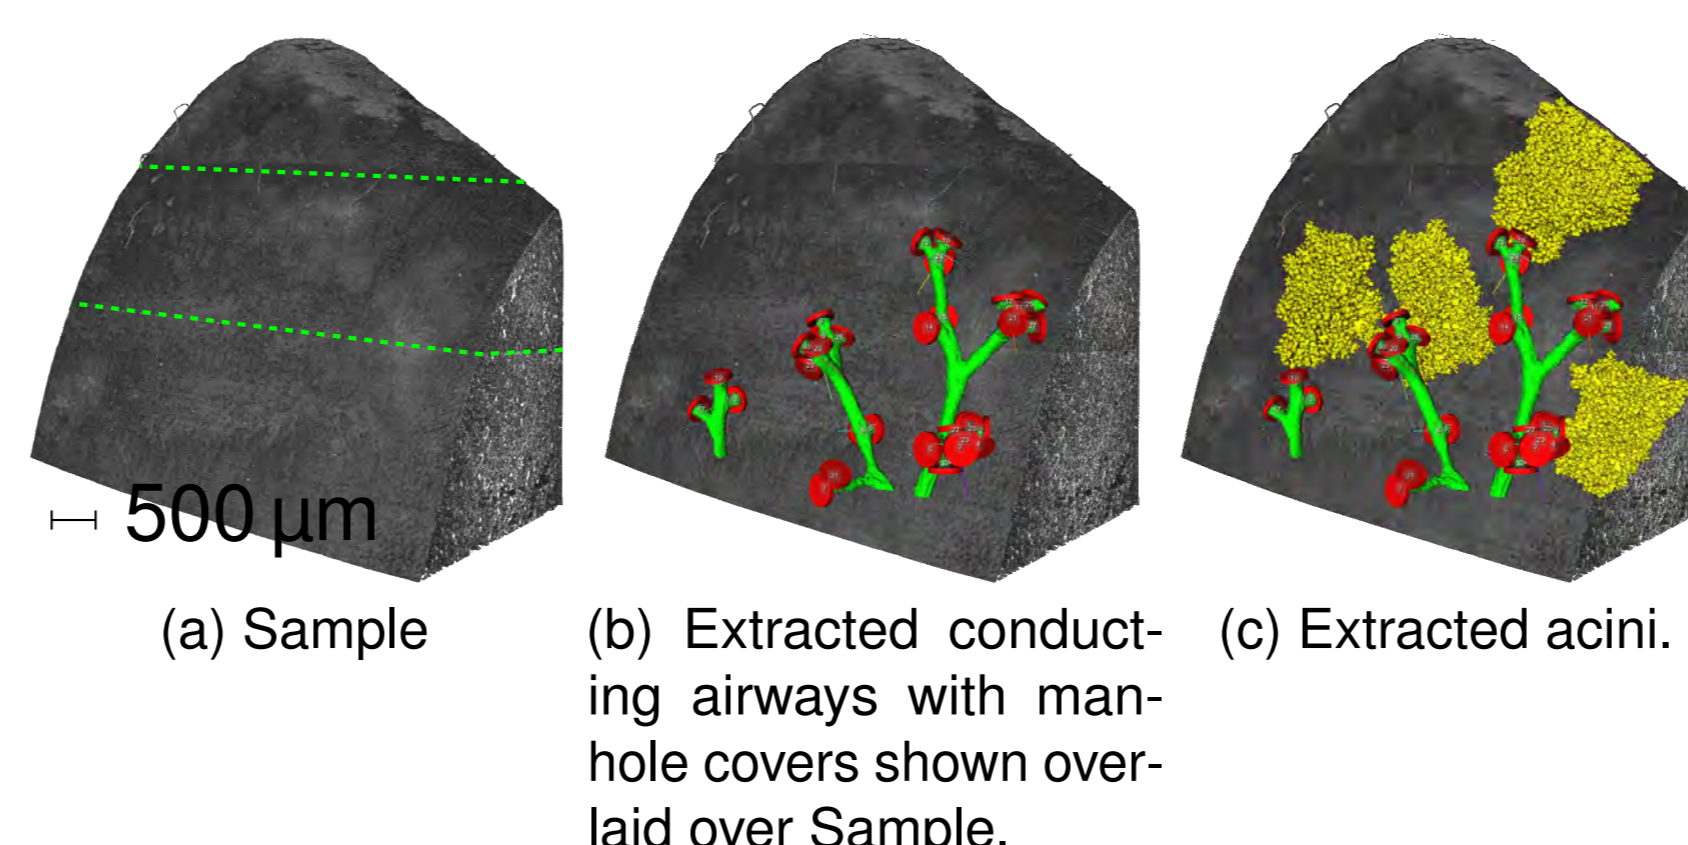 500 µm
(a) Sample
(b) Extracted conduct-
ing airways with man-
hole covers shown over-
laid over Sample.
(c) Extracted acini.